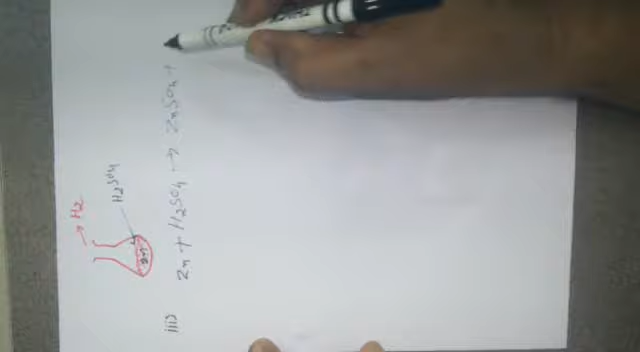 → H2
H2SO4
Zn
iii) Zn + H2SO4 → ZnSO4 +